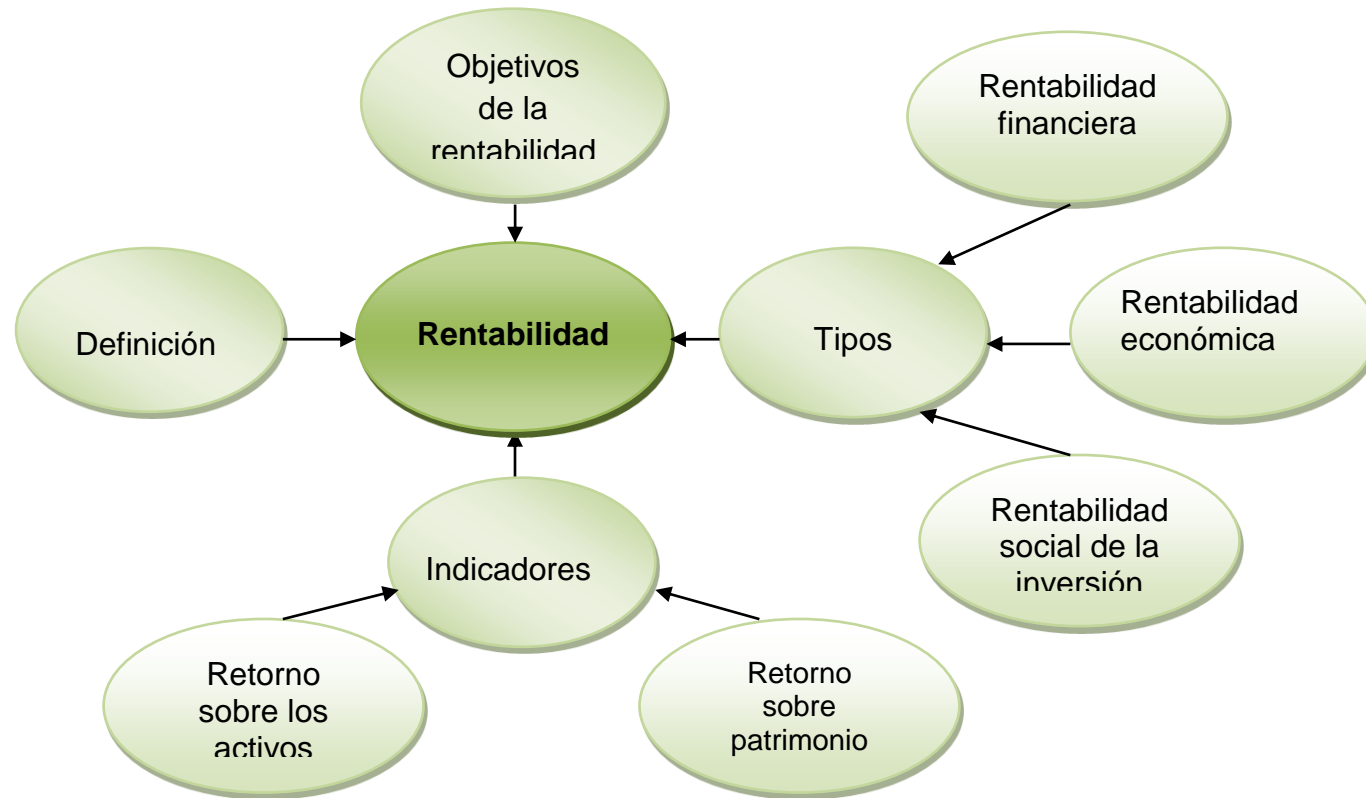 Objetivos
de la
rentabilidad
Rentabilidad
financiera
Definición
Rentabilidad
Tipos
Rentabilidad
económica
Indicadores
Rentabilidad
social de la
inversión
Retorno
sobre los
activos
Retorno
sobre
patrimonio